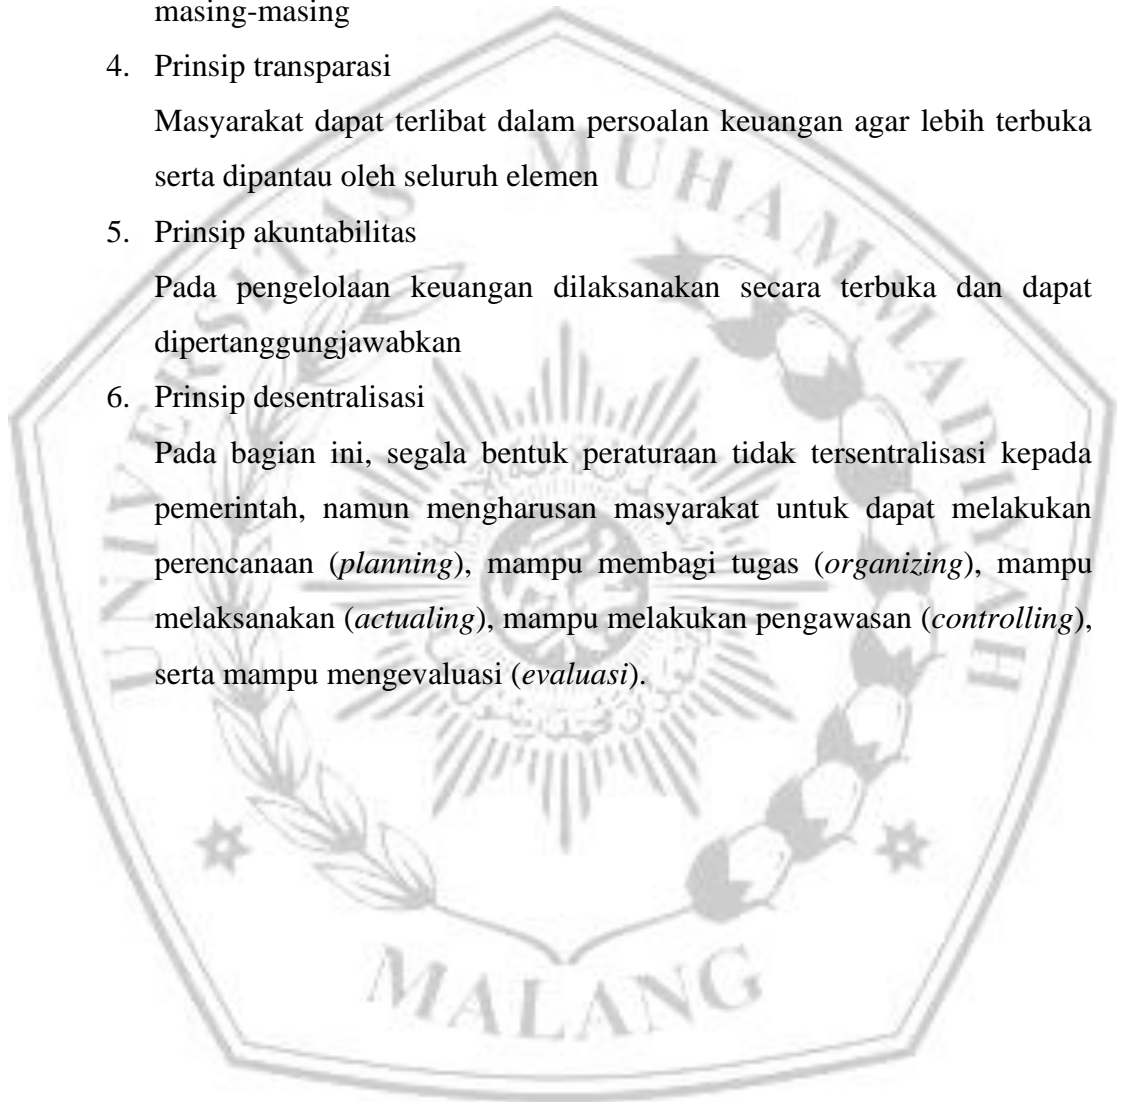 masing-masing
4. Prinsip transparasi
Masyarakat dapat terlibat dalam persoalan keuangan agar lebih terbuka
serta dipantau oleh seluruh elemen
5. Prinsip akuntabilitas
Pada pengelolaan keuangan dilaksanakan secara terbuka dan dapat
dipertanggungjawabkan
6. Prinsip desentralisasi
Pada bagian ini, segala bentuk peraturaan tidak tersentralisasi kepada
pemerintah, namun mengharusan masyarakat untuk dapat melakukan
perencanaan (planning), mampu membagi tugas (organizing), mampu
melaksanakan (actualing), mampu melakukan pengawasan (controlling),
serta mampu mengevaluasi (evaluasi).
UNIVERSITAS MUHAMMADIYAH
MALANG